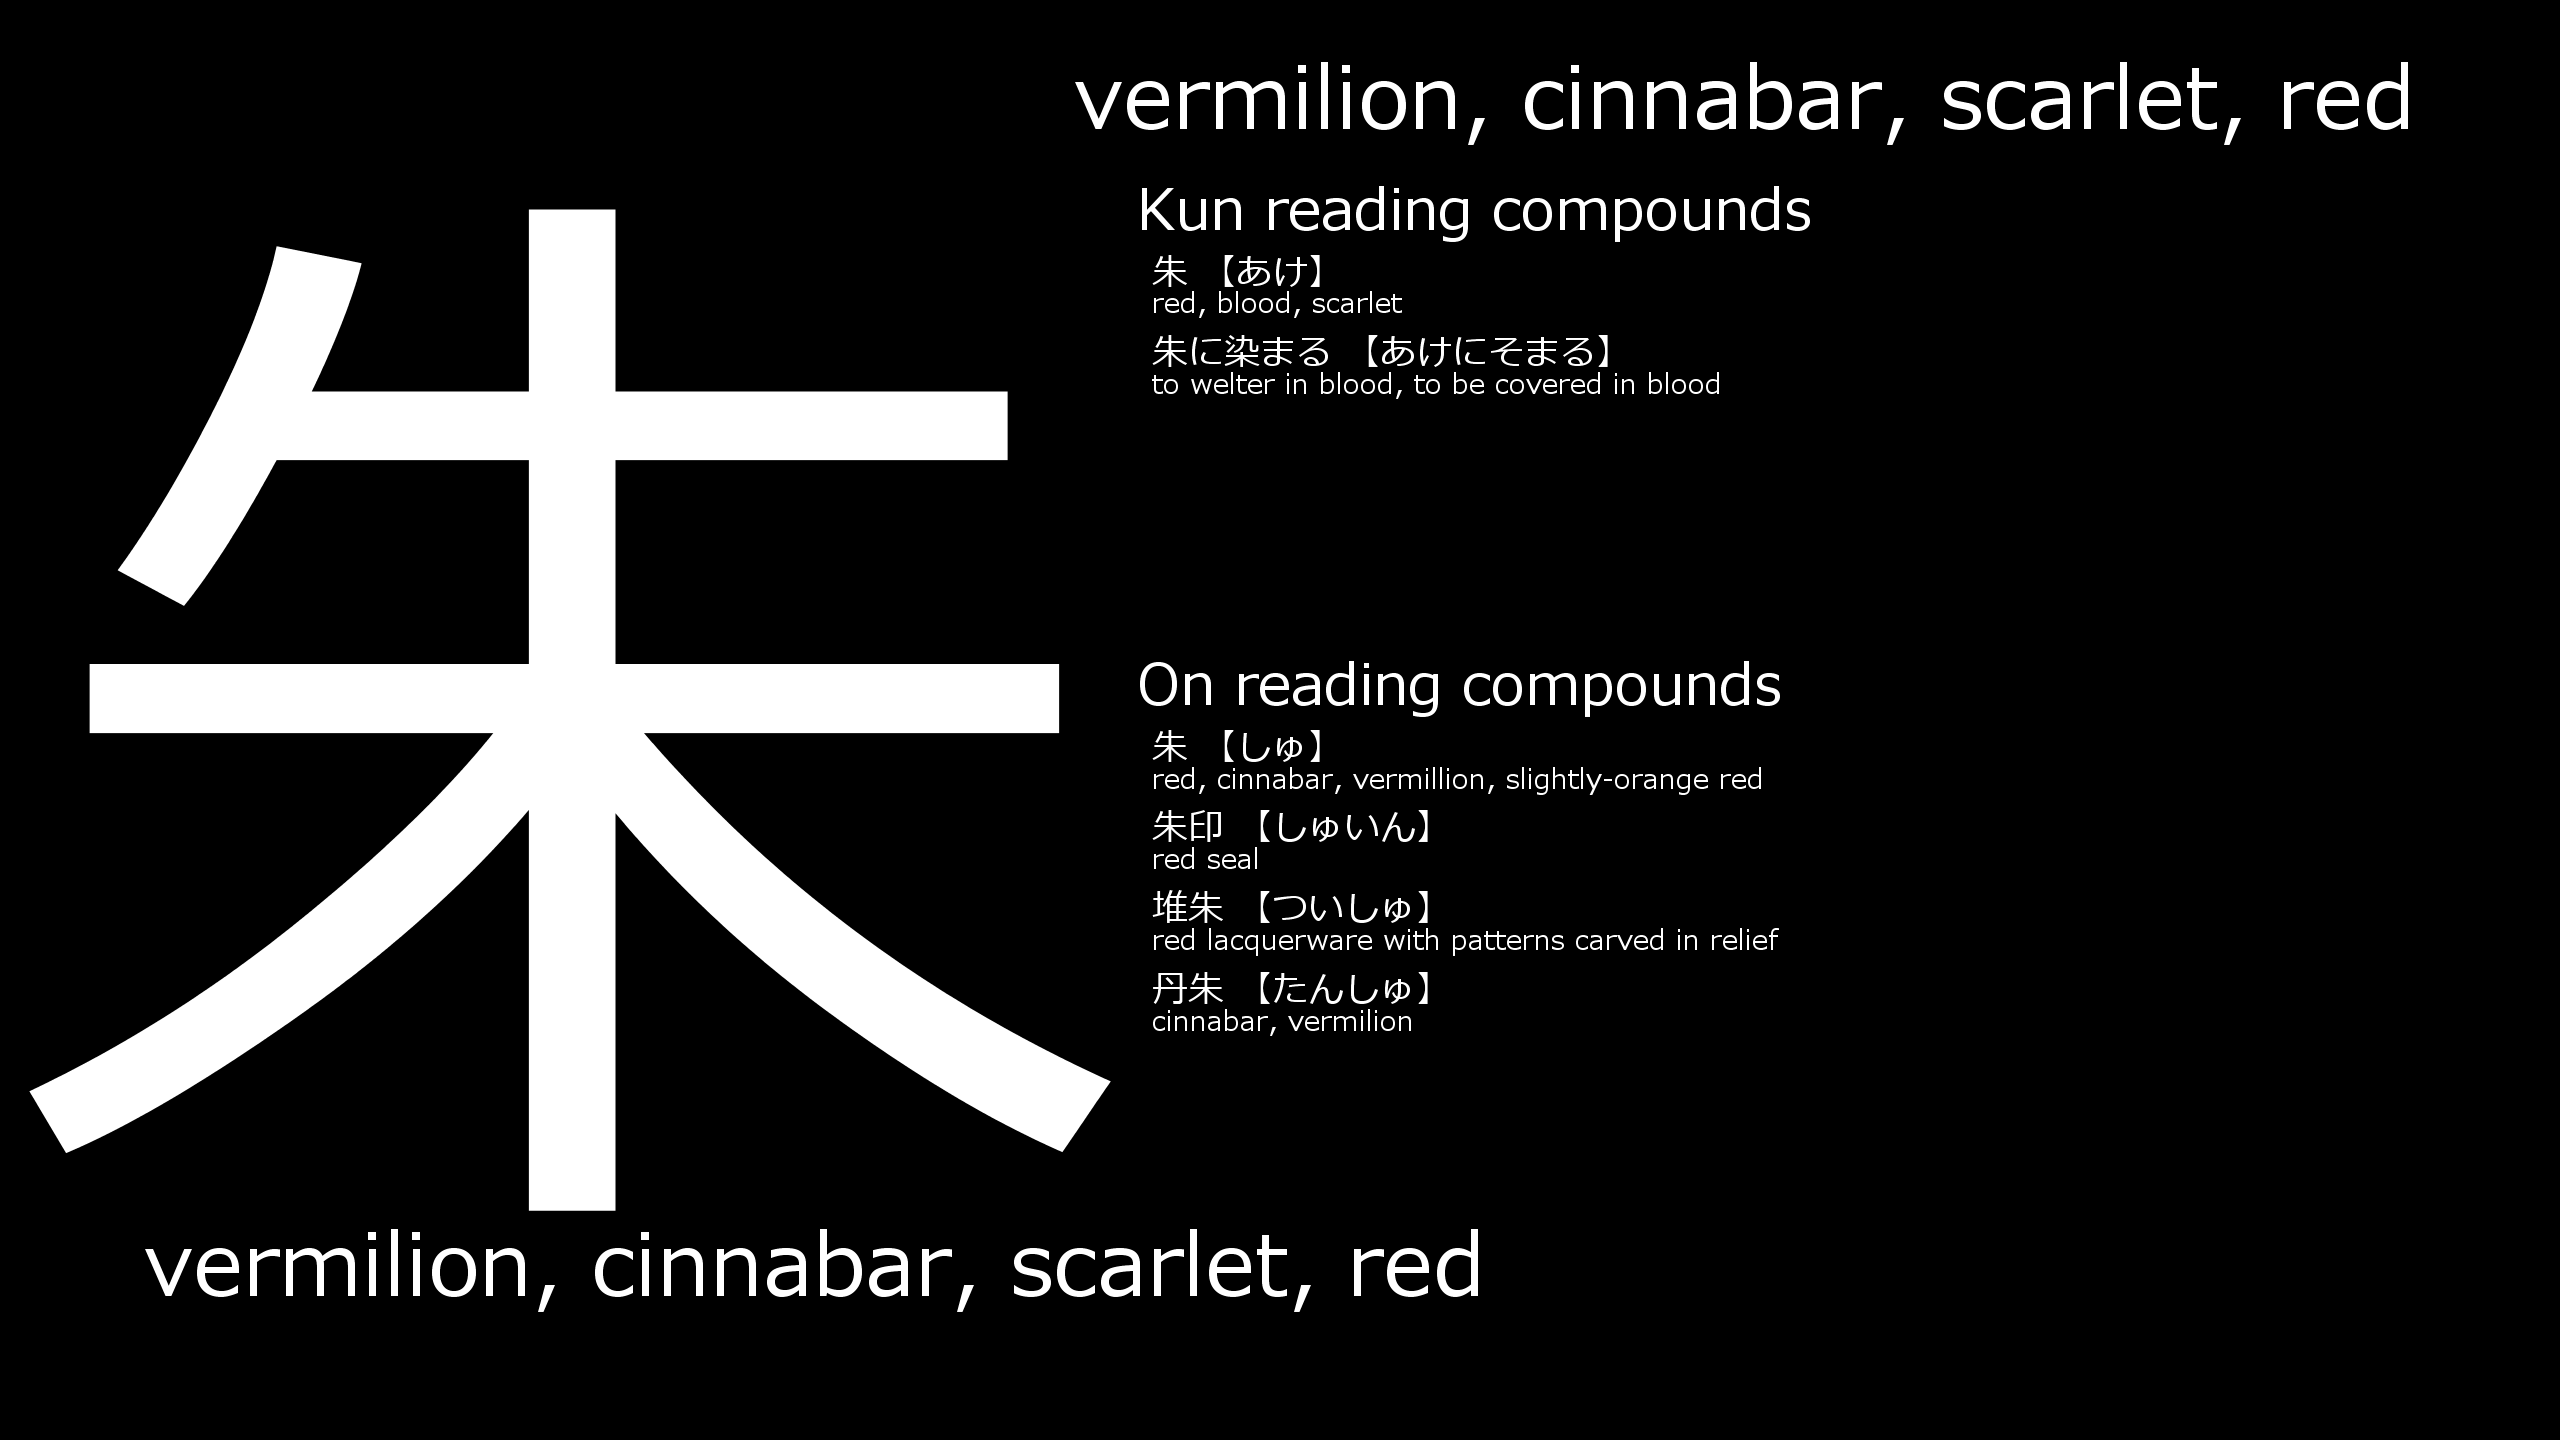 vermilion, cinnabar, scarlet, red
朱
Kun reading compounds
朱 【あけ】
red, blood, scarlet
朱に染まる 【あけにそまる】
to welter in blood, to be covered in blood
On reading compounds
朱 【しゅ】
red, cinnabar, vermillion, slightly-orange red
朱印 【しゅいん】
red seal
堆朱 【ついしゅ】
red lacquerware with patterns carved in relief
丹朱 【たんしゅ】
cinnabar, vermilion
vermilion, cinnabar, scarlet, red